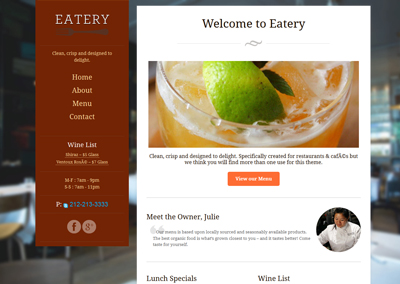 EATERY
Clean, crisp and designed to
delight.
Home
About
Menu
Contact
Wine List
Shiraz - $5 Glass
Ventoux RosÃ© - $7 Glass
M-F : 7am - 9pm
S-S : 7am - 11pm
P: 212-213-3333
Welcome to Eatery
Clean, crisp and designed to delight. Specifically created for restaurants & cafÃ©s but
we think you will find more than one use for this theme.
View our Menu
Meet the Owner, Julie
Our menu is based upon locally sourced and seasonally available products.
The best organic food is what's grown closest to you – and it tastes better! Come
taste for yourself.
Lunch Specials
Wine List